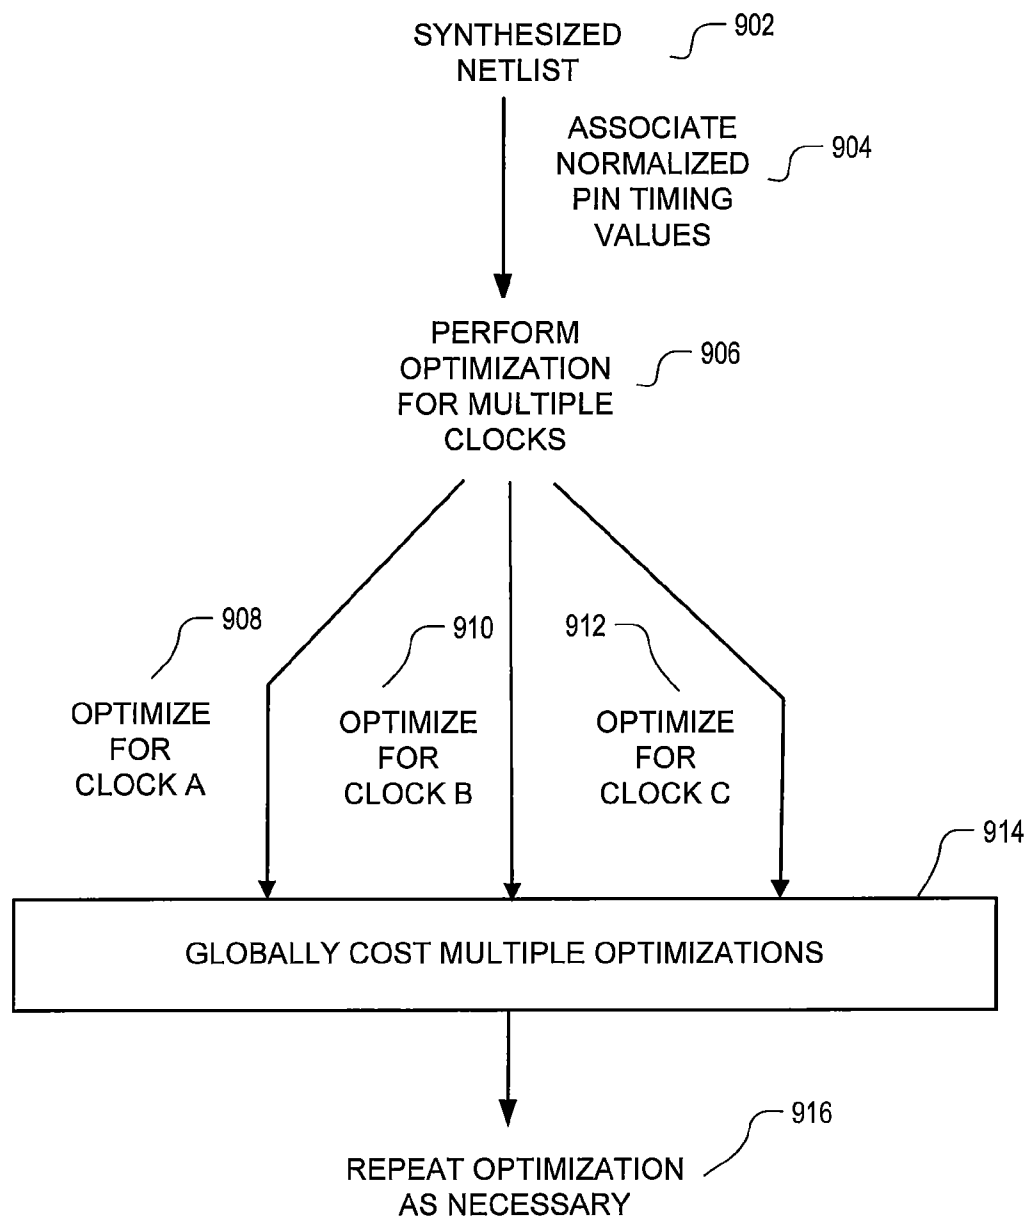 SYNTHESIZED
NETLIST
902
ASSOCIATE
NORMALIZED
PIN TIMING
VALUES
904
PERFORM
OPTIMIZATION
FOR MULTIPLE
CLOCKS
906
908
OPTIMIZE
FOR
CLOCK A
910
OPTIMIZE
FOR
CLOCK B
912
OPTIMIZE
FOR
CLOCK C
914
GLOBALLY COST MULTIPLE OPTIMIZATIONS
916
REPEAT OPTIMIZATION
AS NECESSARY